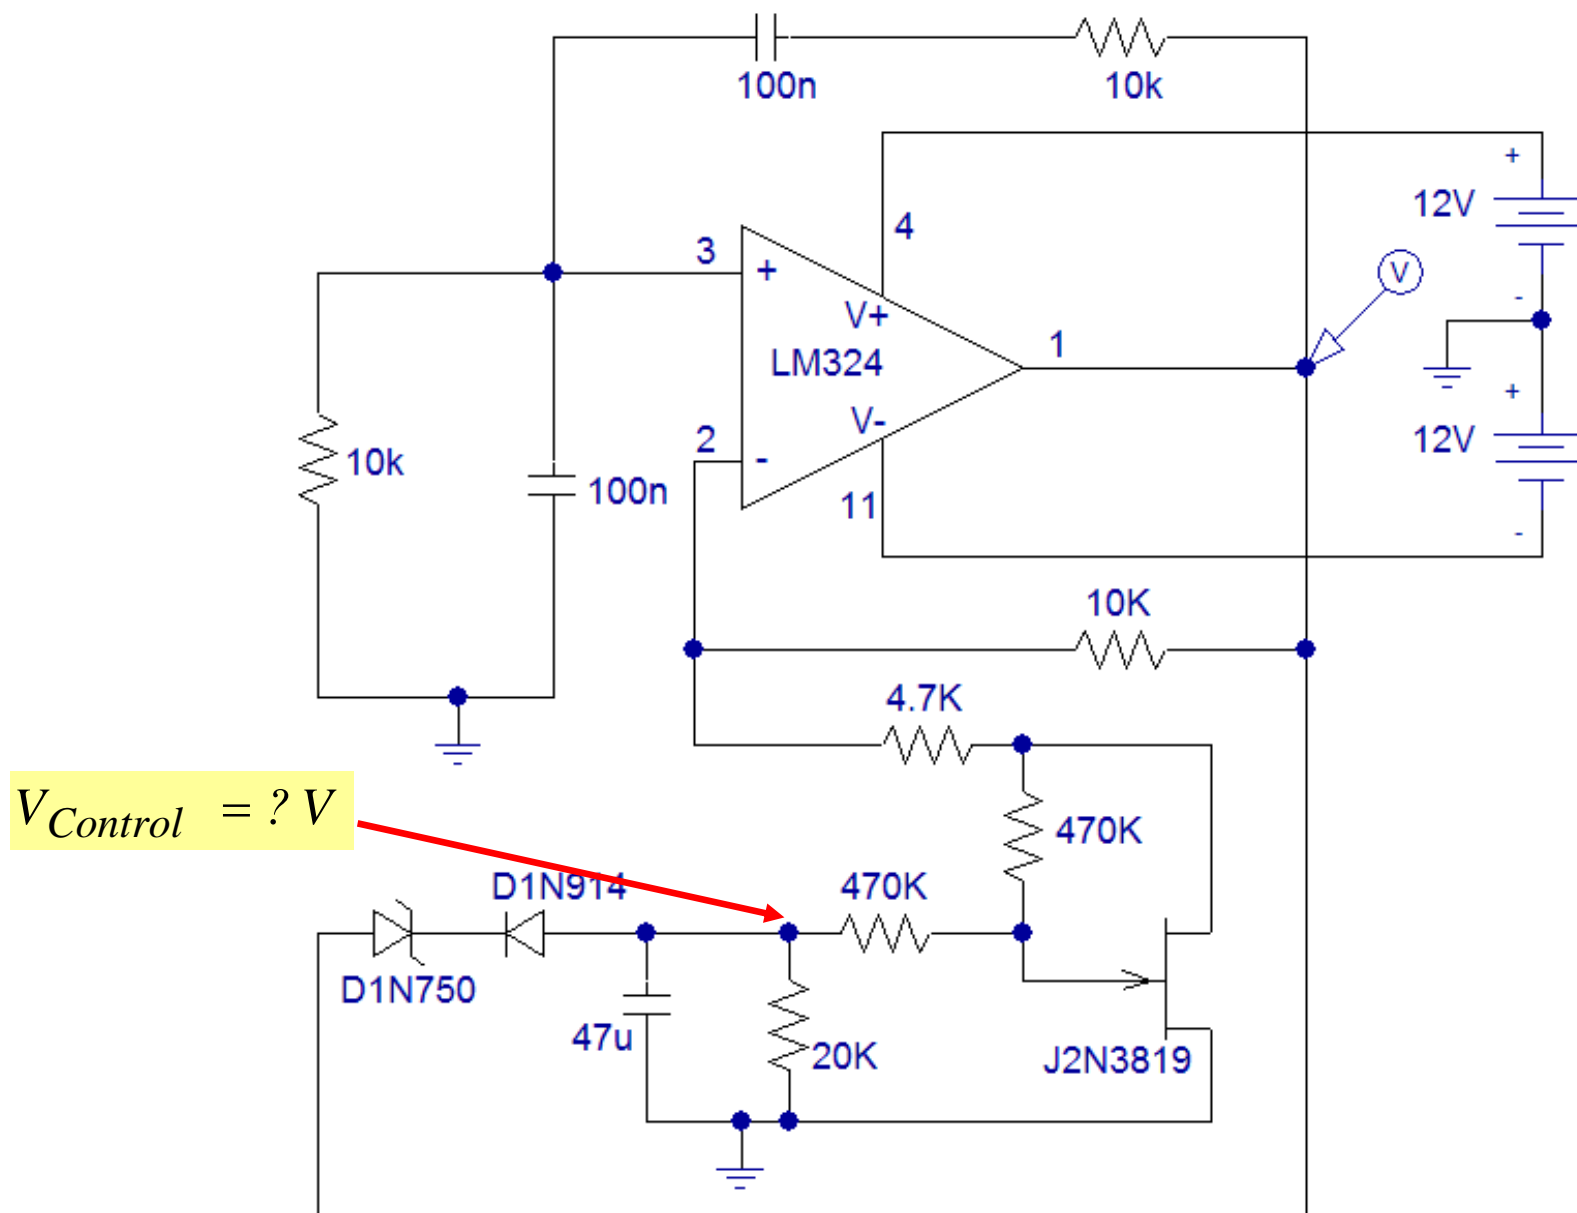 100n
10k
+
12V
4
3
+
V
V+
-
LM324
1
+
V-
12V
2
10k
-
100n
11
-
10K
4.7K
V Control = ? V
470K
D1N914
470K
D1N750
47u
20K
J2N3819